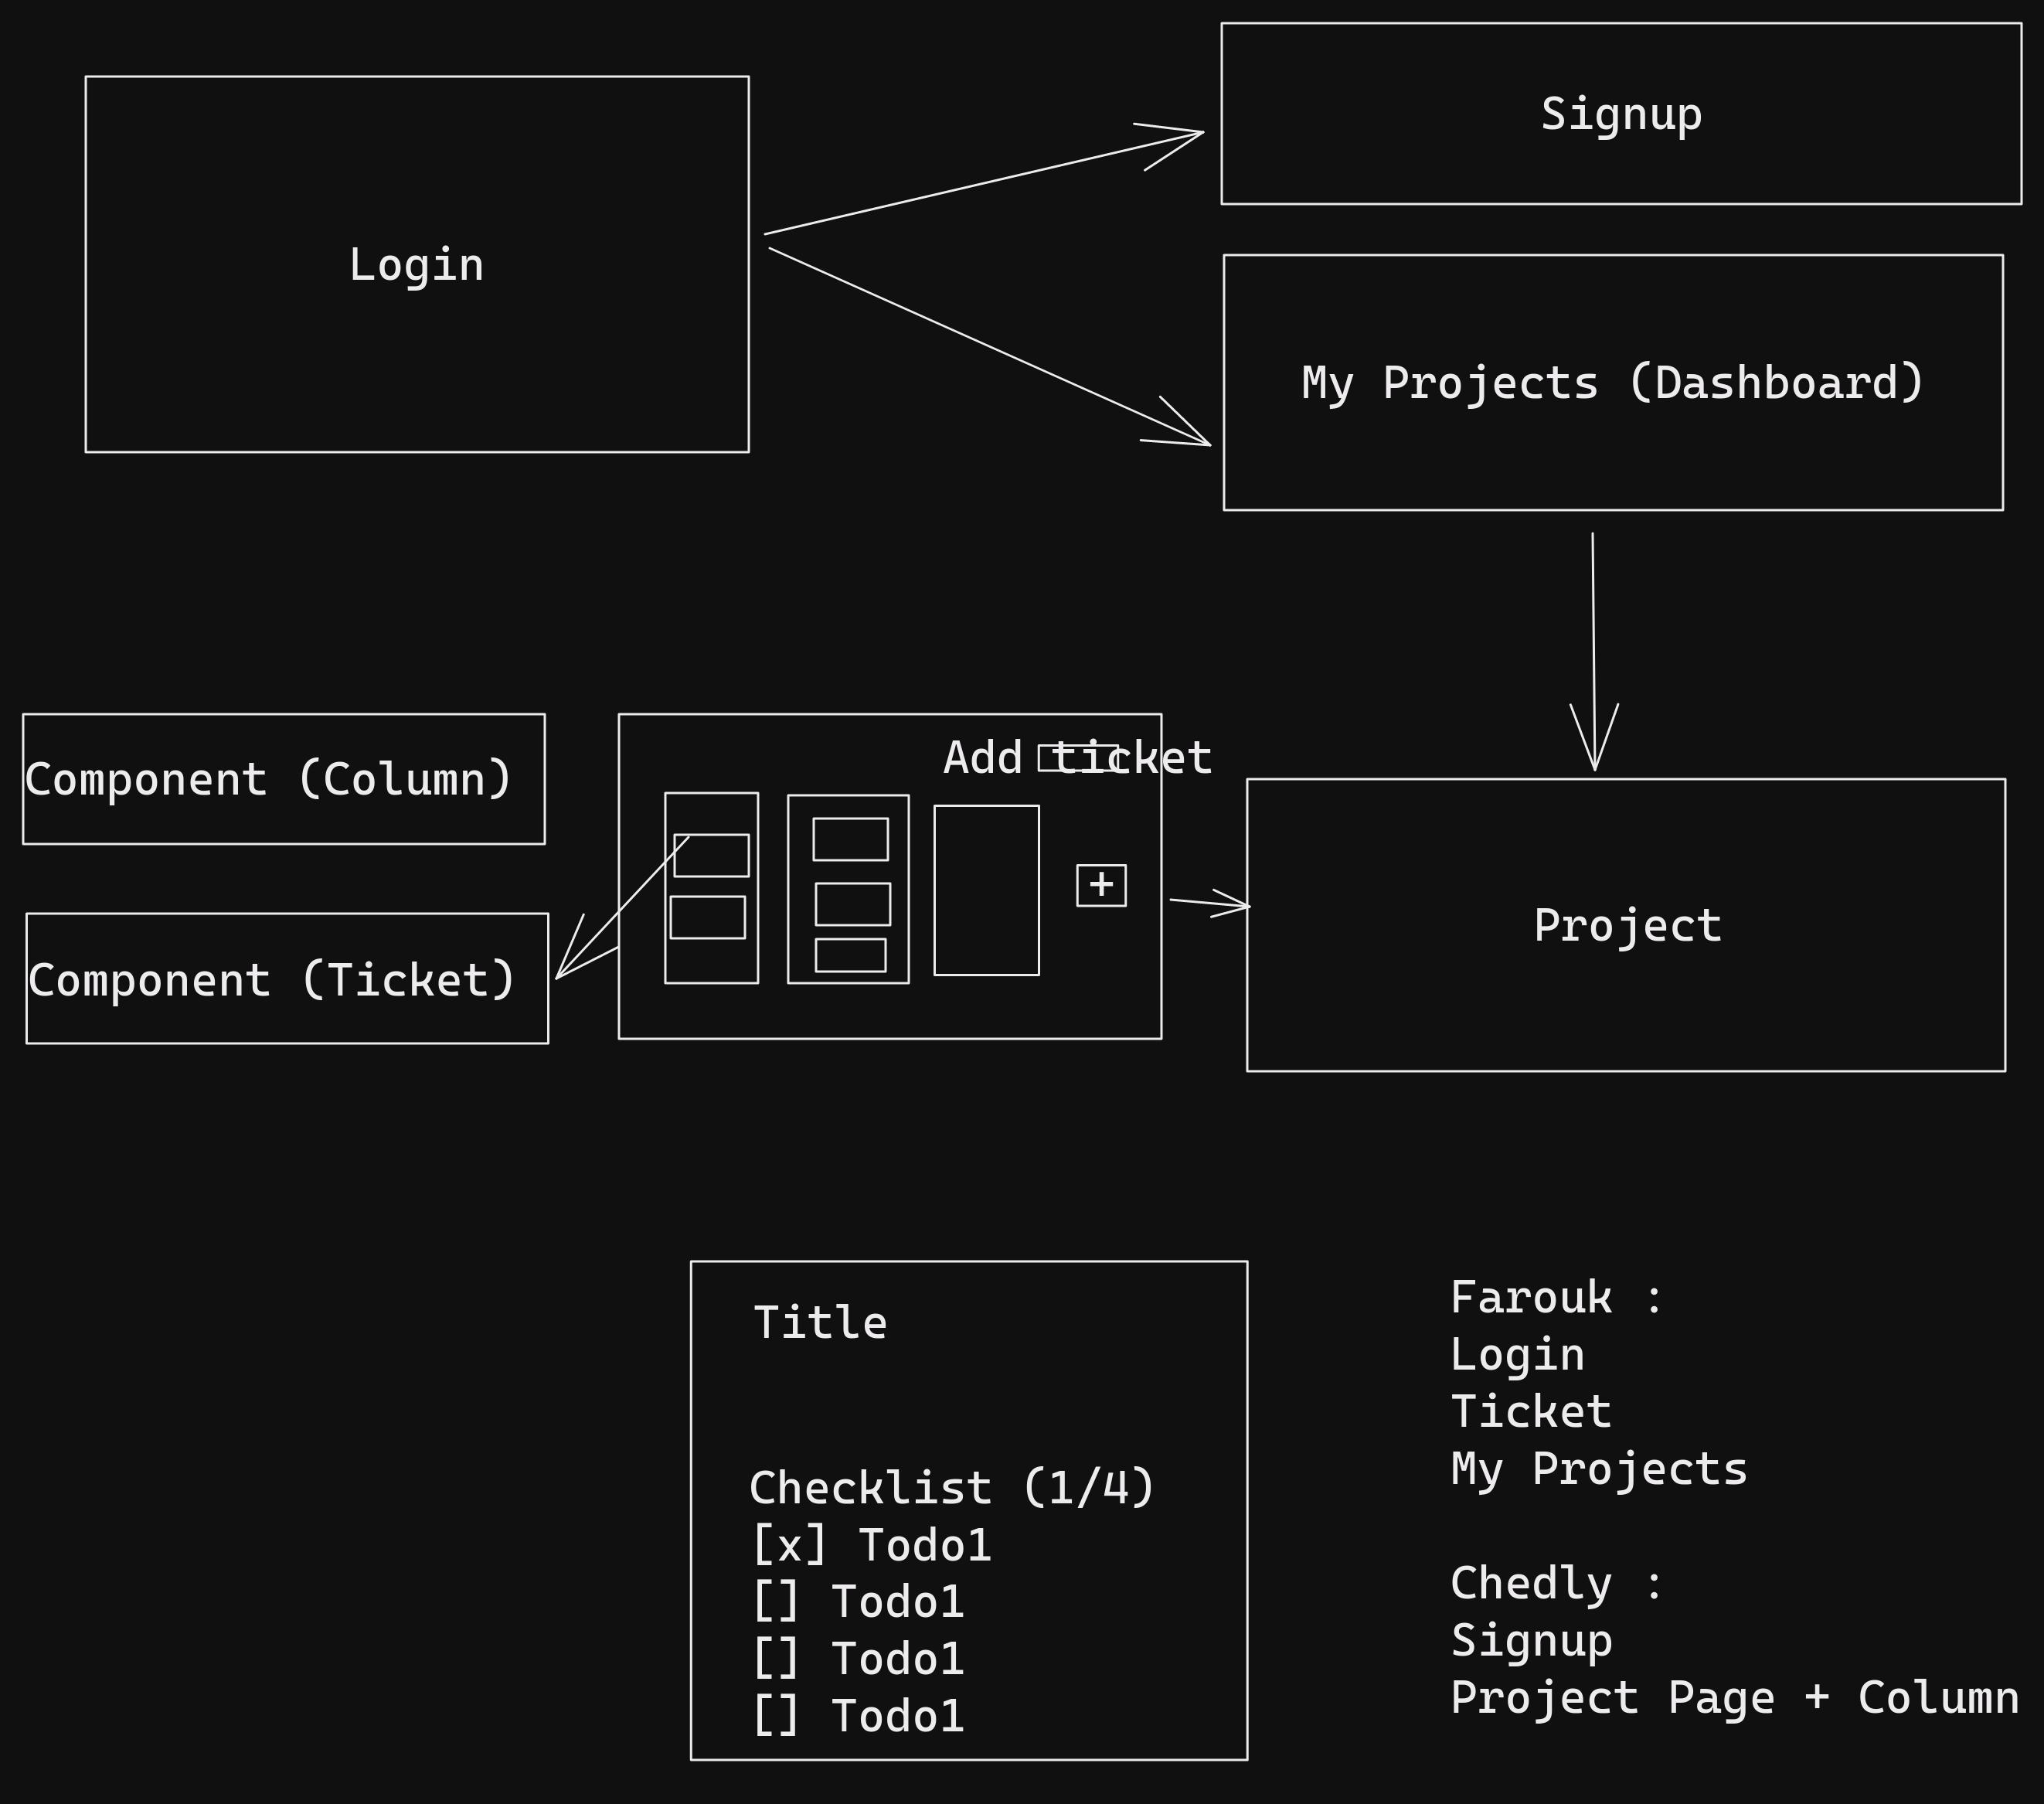 Signup
Login
My Projects (Dashboard)
Add ticket
Component (Column)
+
Project
Component (Ticket)
Title
Checklist (1/4)
[x] Todo1
[] Todo1
[] Todo1
[] Todo1
Farouk :
Login
Ticket
My Projects
Chedly :
Signup
Project Page + Column